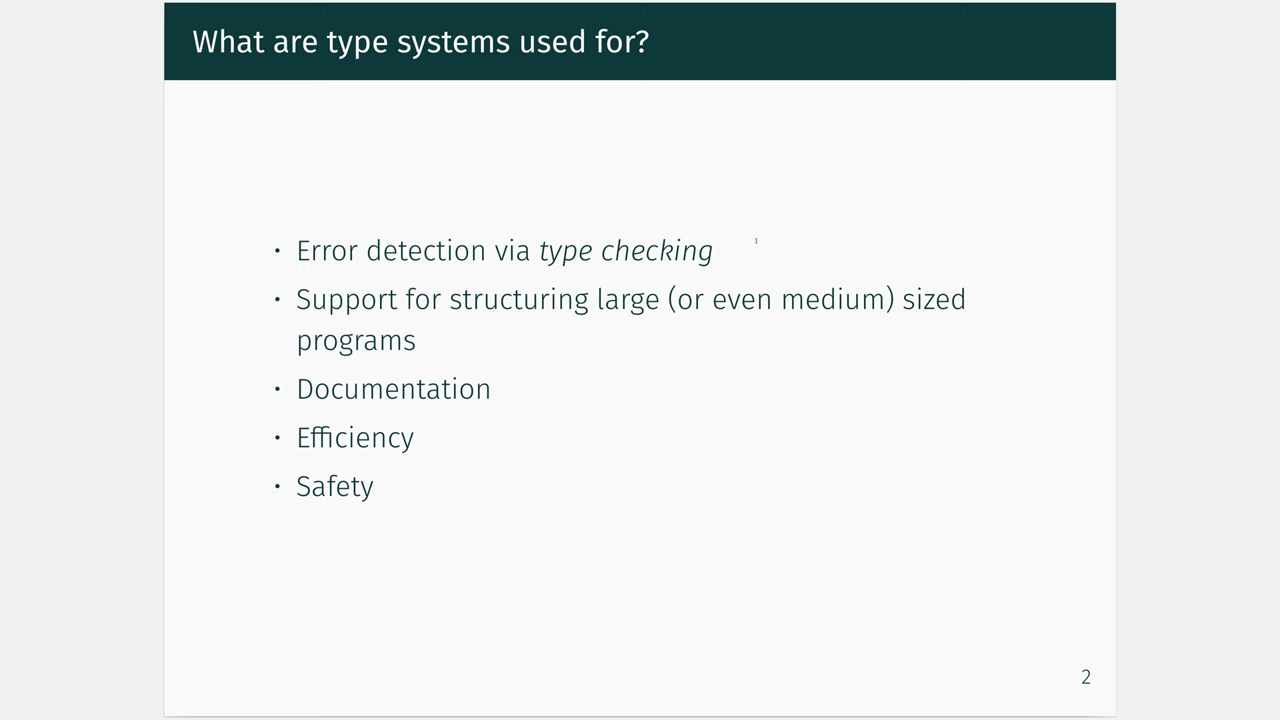 What are type systems used for?
• Error detection via type checking
• Support for structuring large (or even medium) sized
programs
• Documentation
• Efficiency
• Safety
2